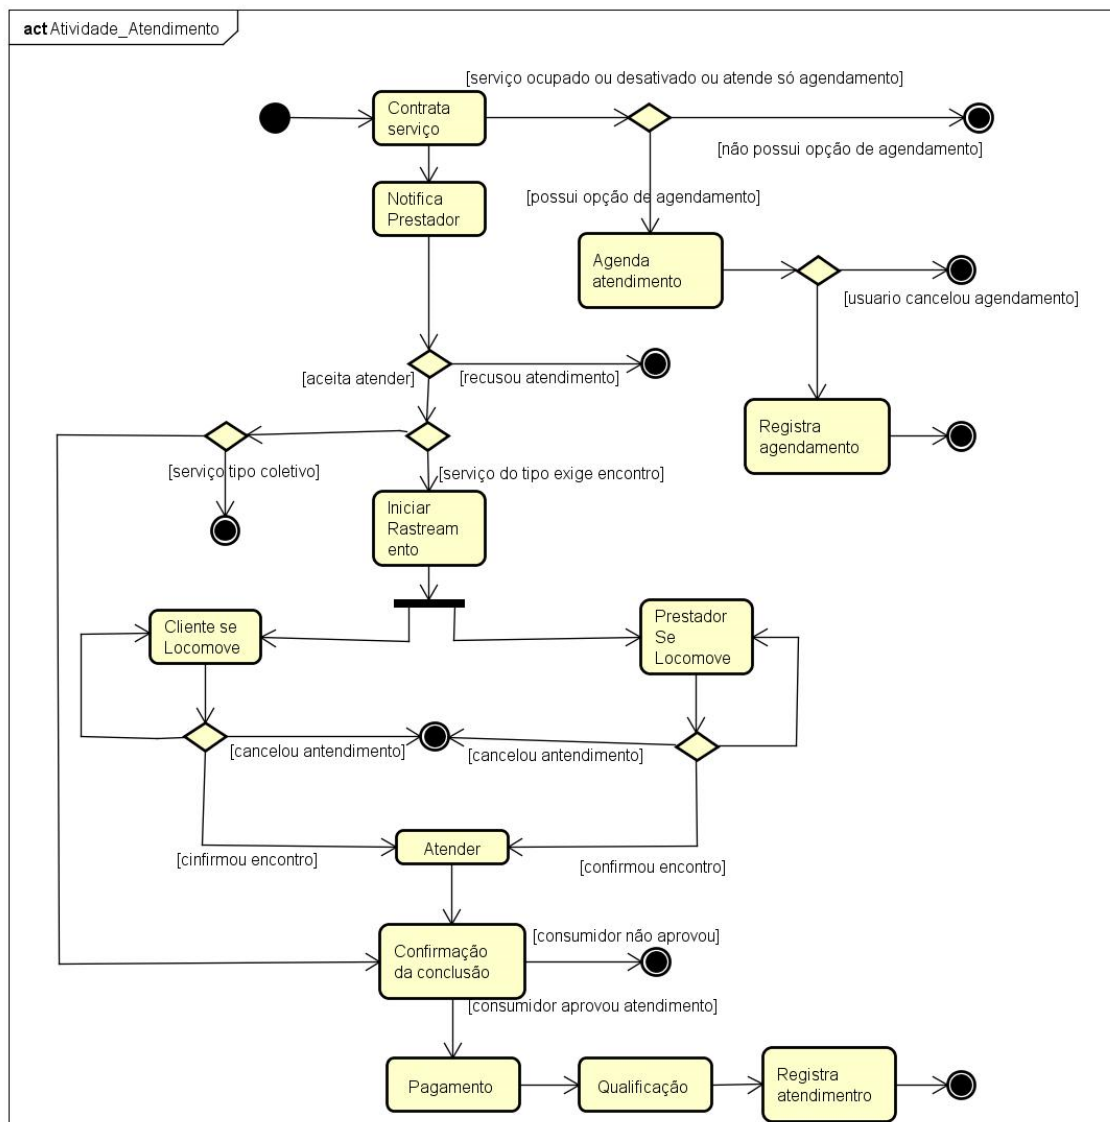 act Atividade_Atendimento
[serviço ocupado ou desativado ou atende só agendamento]
Contrata
serviço
[não possui opção de agendamento]
Notifica
Prestador
[possui opção de agendamento]
Agenda
atendimento
[usuario cancelou agendamento]
[aceita atender]
[recusou atendimento]
Registra
agendamento
[serviço tipo coletivo]
[serviço do tipo exige encontro]
Iniciar
Rastream
ento
Cliente se
Locomove
Prestador
Se
Locomove
[cancelou antendimento]
[cancelou antendimento]
Atender
[cinfirmou encontro]
[confirmou encontro]
[consumidor não aprovou]
Confirmação
da conclusão
[consumidor aprovou atendimento]
Pagamento
Qualificação
Registra
atendimentro